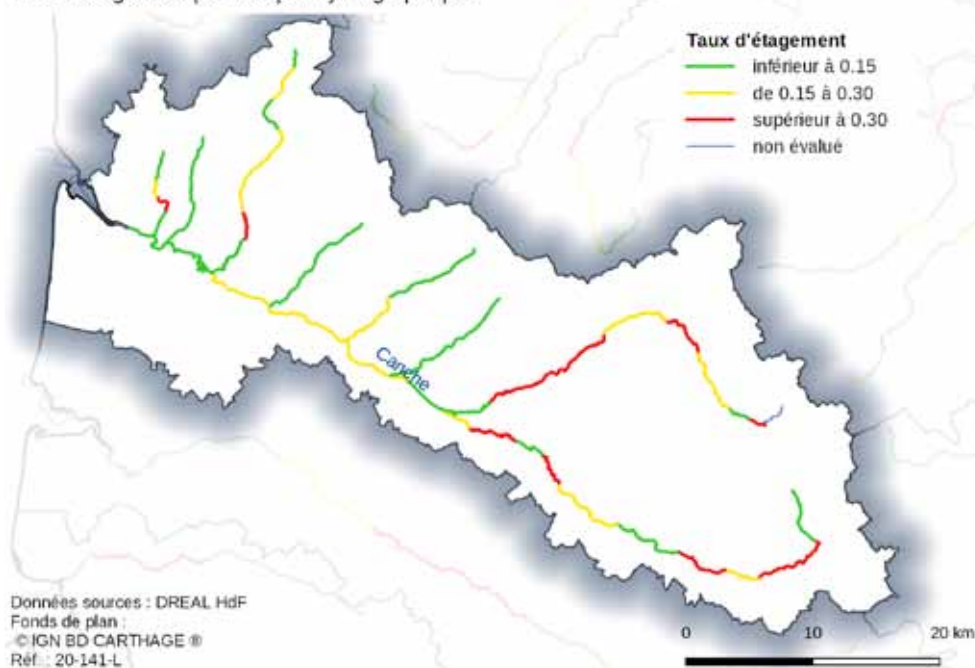 Taux d'étagement
inférieur à 0.15
de 0.15 à 0.30
supérieur à 0.30
non évalué
Canche
Données sources : DREAL HdF
Fonds de plan :
© IGN BD CARTHAGE ®
Réf. : 20-141-L
0 10 20 km